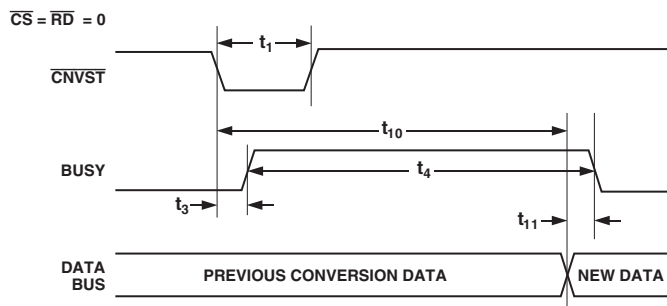 CS = RD = 0
t1
CNVST
t10
BUSY
t4
t3
t11
DATA BUS
PREVIOUS CONVERSION DATA
NEW DATA